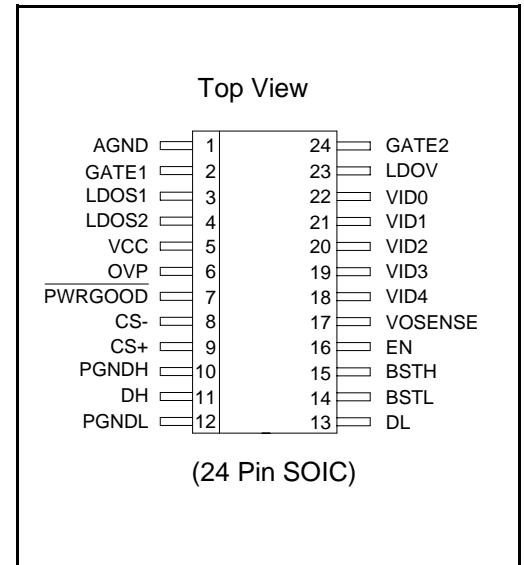 Top View
AGND 1 24 GATE2
GATE1 2 23 LDOV
LDOS1 3 22 VID0
LDOS2 4 21 VID1
VCC 5 20 VID2
OVP 6 19 VID3
PWRGOOD 7 18 VID4
CS- 8 17 VOSENSE
CS+ 9 16 EN
PGNDH 10 15 BSTH
DH 11 14 BSTL
PGNDL 12 13 DL
(24 Pin SOIC)